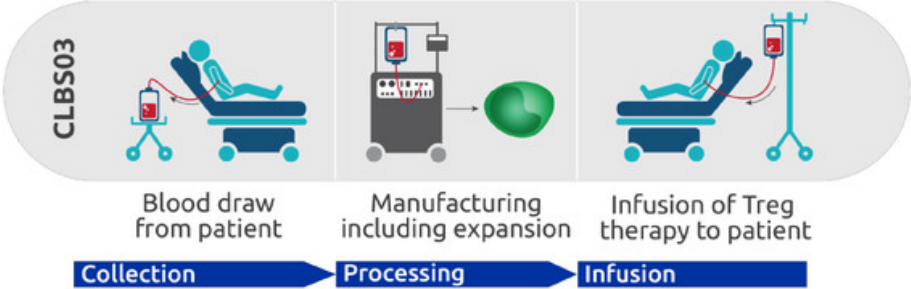 CLBS03
Blood draw
from patient
Manufacturing
including expansion
Infusion of Treg
therapy to patient
Collection
Processing
Infusion